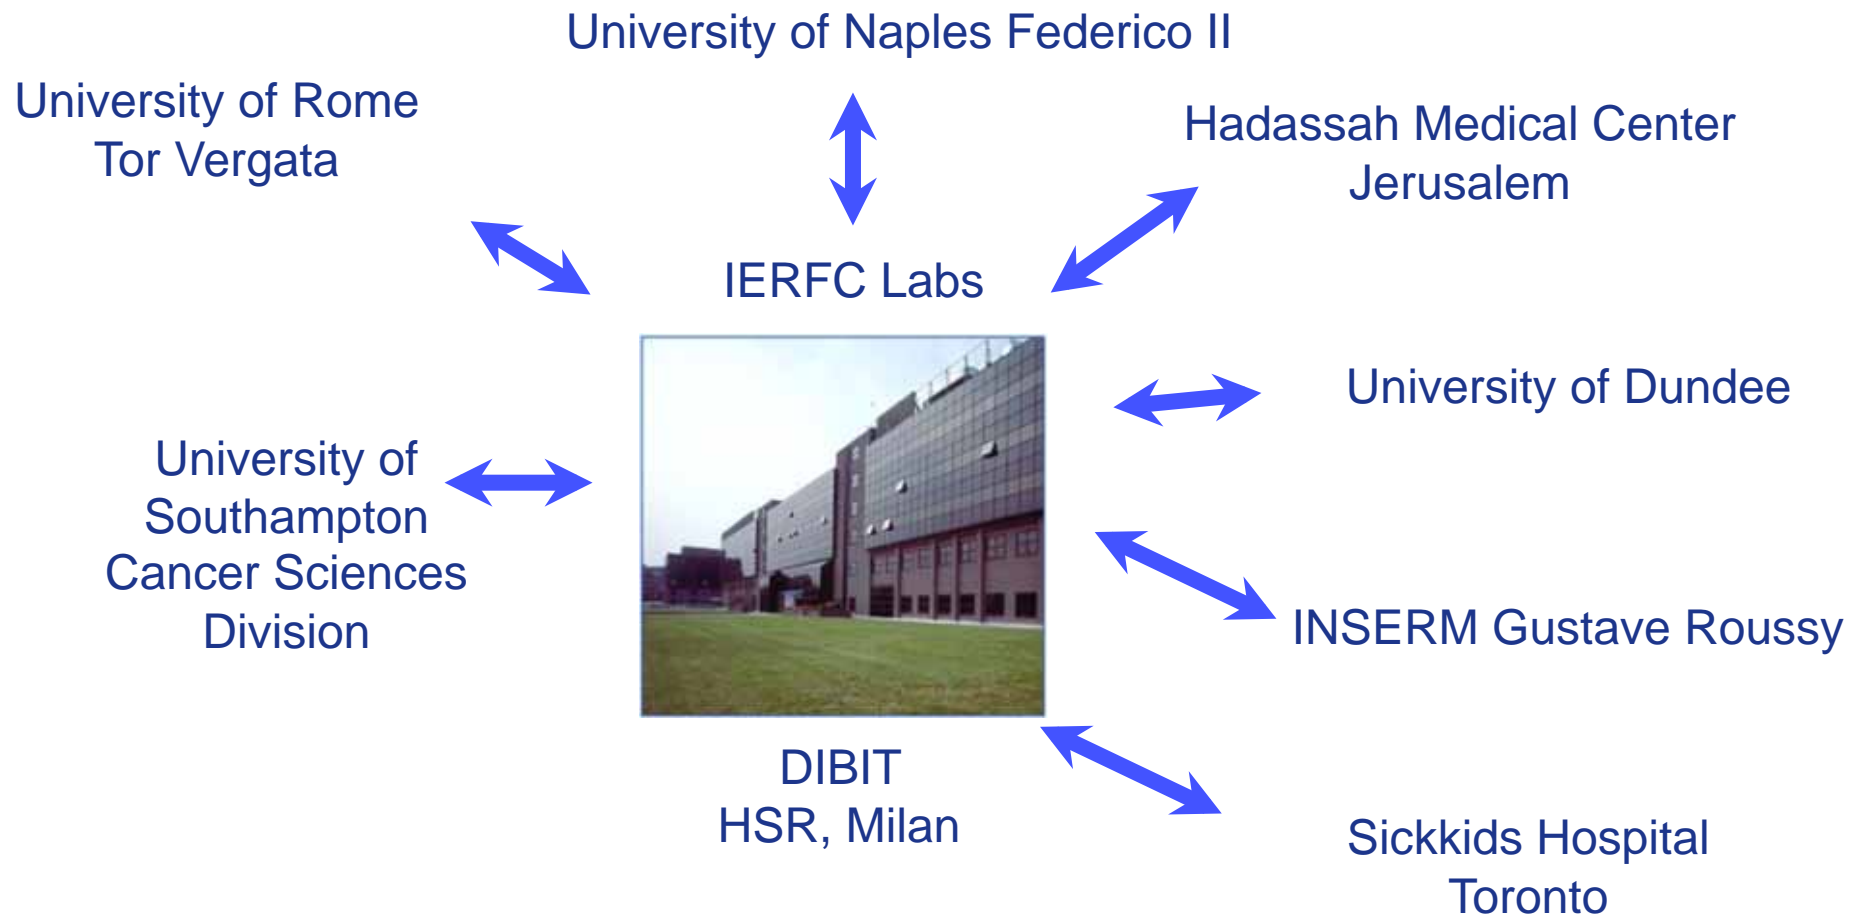 University of Naples Federico II
University of Rome
Tor Vergata
Hadassah Medical Center
Jerusalem
IERFC Labs
University of Dundee
University of
Southampton
Cancer Sciences
Division
INSERM Gustave Roussy
DIBIT
HSR, Milan
Sickkids Hospital
Toronto